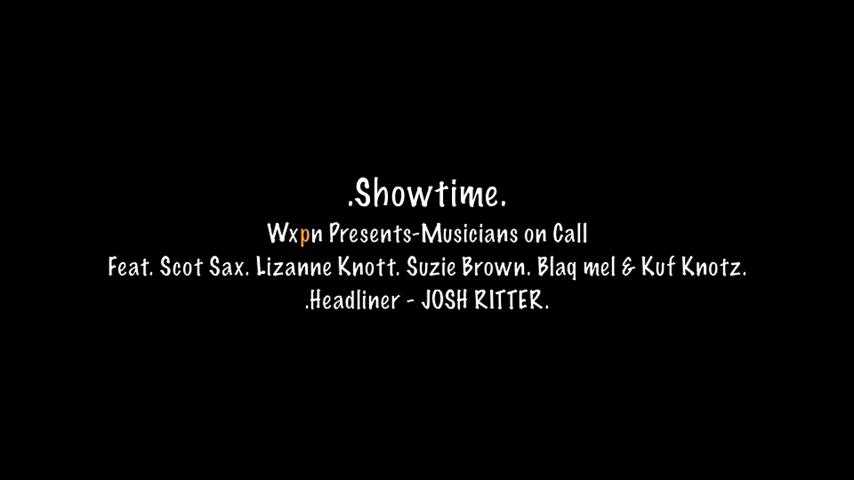 .Showtime.
Wxpn Presents-Musicians on Call
Feat. Scot Sax. Lizanne Knott. Suzie Brown. Blaq mel & Kuf Knotz.
.Headliner - JOSH RITTER.